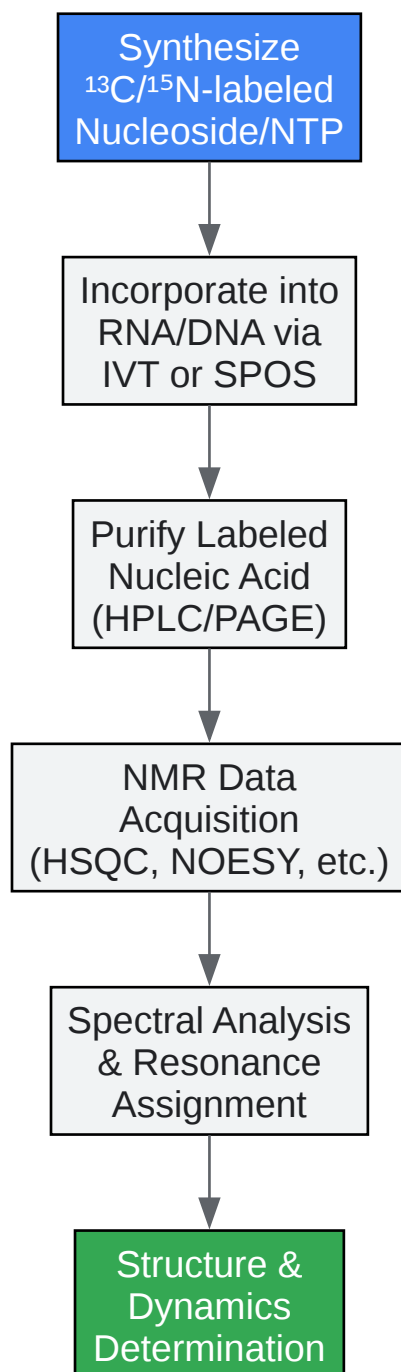 Synthesize
¹³C/¹⁵N-labeled
Nucleoside/NTP
Incorporate into
RNA/DNA via
IVT or SPOS
Purify Labeled
Nucleic Acid
(HPLC/PAGE)
NMR Data
Acquisition
(HSQC, NOESY, etc.)
Spectral Analysis
& Resonance
Assignment
Structure &
Dynamics
Determination